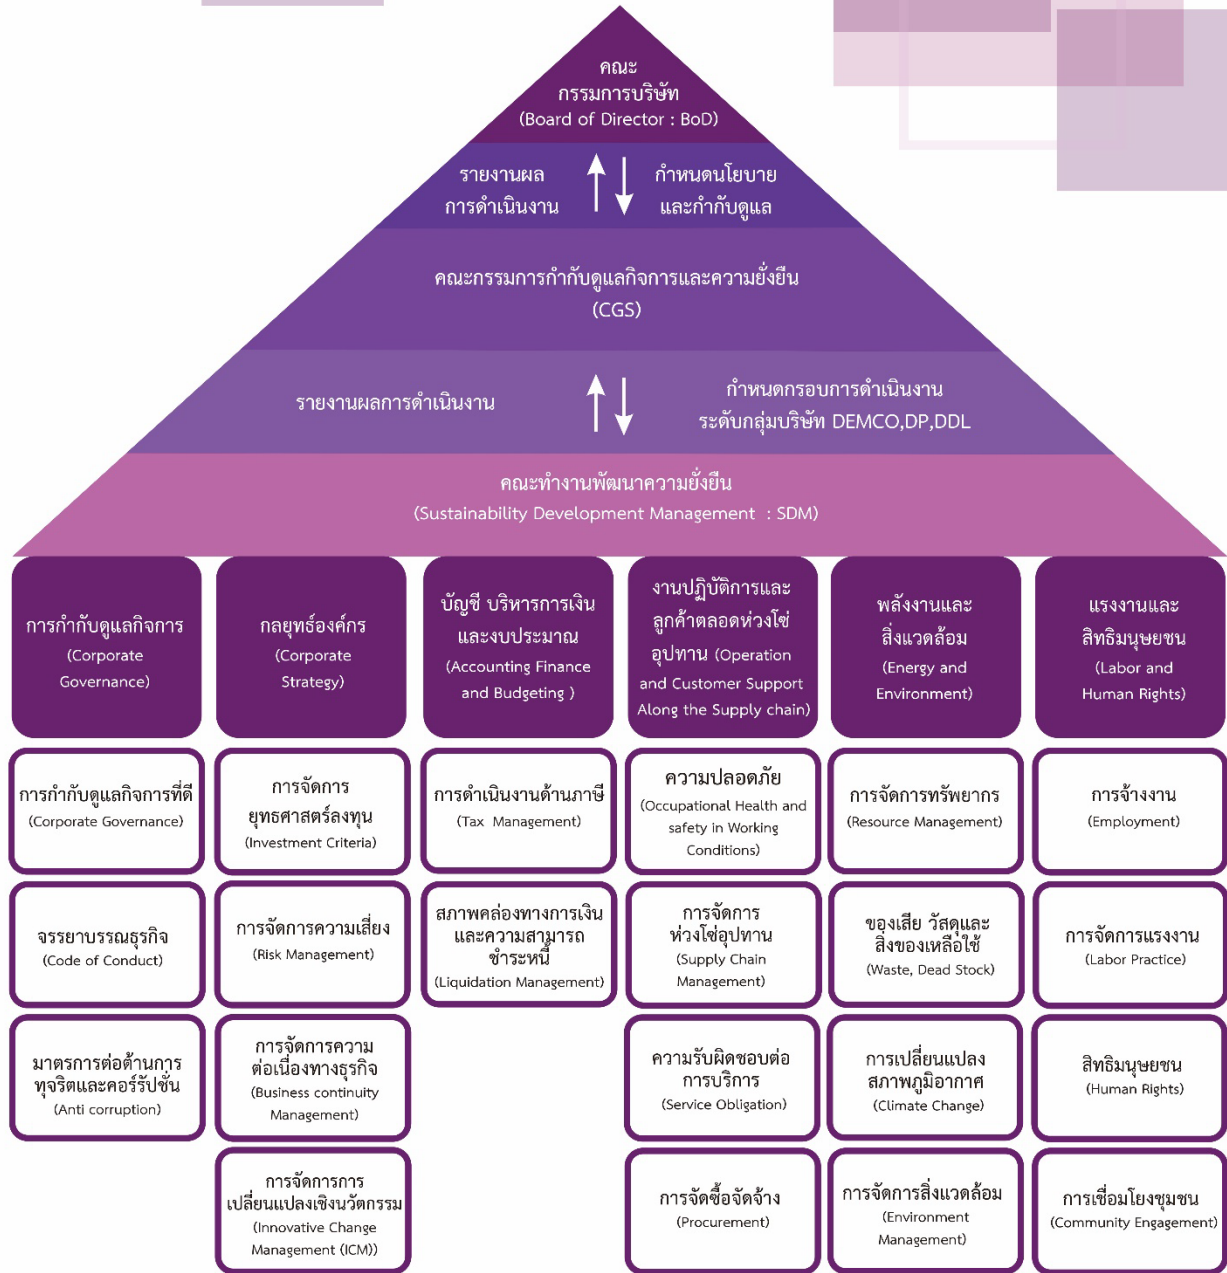 คณะ
กรรมการบริษัท
(Board of Director : BoD)
รายงานผล
การดำเนินงาน
กำหนดนโยบาย
และกำกับดูแล
คณะกรรมการกำกับดูแลกิจการและความยั่งยืน
(CGS)
รายงานผลการดำเนินงาน
กำหนดกรอบการดำเนินงาน
ระดับกลุ่มบริษัท DEMCO,DP,DDL
คณะทำงานพัฒนาความยั่งยืน
(Sustainability Development Management : SDM)
การกำกับดูแลกิจการ
(Corporate
Governance)
กลยุทธ์องค์กร
(Corporate
Strategy)
บัญชี บริหารการเงิน
และงบประมาณ
(Accounting Finance
and Budgeting )
งานปฏิบัติการและ
ลูกค้าตลอดห่วงโซ่
อุปทาน (Operation
and Customer Support
Along the Supply chain)
พลังงานและ
สิ่งแวดล้อม
(Energy and
Environment)
แรงงานและ
สิทธิมนุษยชน
(Labor and
Human Rights)
การกำกับดูแลกิจการที่ดี
(Corporate Governance)
การจัดการ
ยุทธศาสตร์ลงทุน
(Investment Criteria)
การดำเนินงานด้านภาษี
(Tax Management)
ความปลอดภัย
(Occupational Health and
safety in Working
Conditions)
การจัดการทรัพยากร
(Resource Management)
การจ้างงาน
(Employment)
จรรยาบรรณธุรกิจ
(Code of Conduct)
การจัดการความเสี่ยง
(Risk Management)
สภาพคล่องทางการเงิน
และความสามารถ
ชำระหนี้
(Liquidation Management)
การจัดการ
ห่วงโซ่อุปทาน
(Supply Chain
Management)
ของเสีย วัสดุและ
สิ่งของเหลือใช้
(Waste, Dead Stock)
การจัดการแรงงาน
(Labor Practice)
มาตรการต่อต้านการ
ทุจริตและคอร์รัปชั่น
(Anti corruption)
การจัดการความ
ต่อเนื่องทางธุรกิจ
(Business continuity
Management)
ความรับผิดชอบต่อ
การบริการ
(Service Obligation)
การเปลี่ยนแปลง
สภาพภูมิอากาศ
(Climate Change)
สิทธิมนุษยชน
(Human Rights)
การจัดการการ
เปลี่ยนแปลงเชิงนวัตกรรม
(Innovative Change
Management (ICM))
การจัดซื้อจัดจ้าง
(Procurement)
การจัดการสิ่งแวดล้อม
(Environment
Management)
การเชื่อมโยงชุมชน
(Community Engagement)